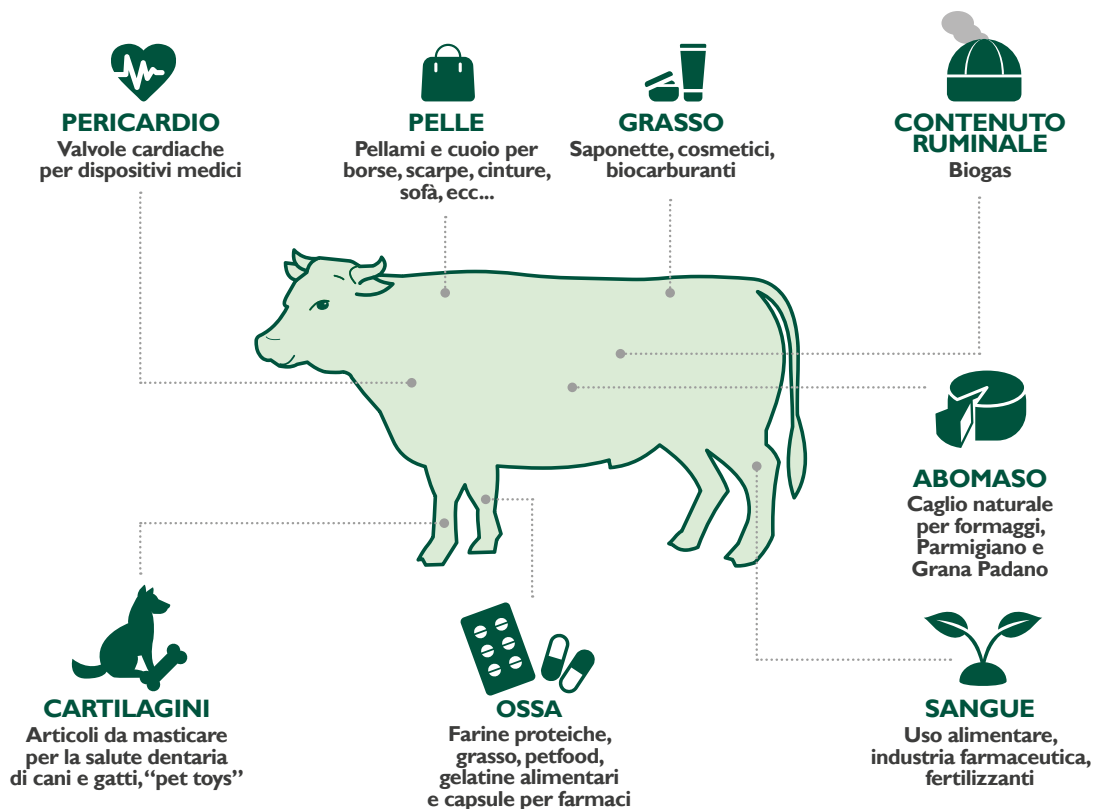 PERICARDIO
Valvole cardiache
per dispositivi medici
PELLE
Pellami e cuoio per
borse, scarpe, cinture,
sofà, ecc...
GRASSO
Saponette, cosmetici,
biocarburanti
CONTENUTO
RUMINALE
Biogas
ABOMASO
Caglio naturale
per formaggi,
Parmigiano e
Grana Padano
CARTILAGINI
Articoli da masticare
per la salute dentaria
di cani e gatti, “pet toys”
OSSA
Farine proteiche,
grasso, petfood,
gelatine alimentari
e capsule per farmaci
SANGUE
Uso alimentare,
industria farmaceutica,
fertilizzanti